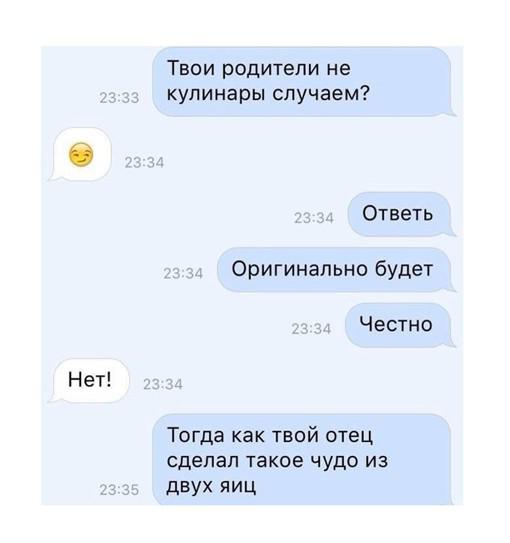 Твои родители не
23:33 кулинары случаем?
23:34
23:34 Ответь
23:34 Оригинально будет
23:34 Честно
Нет! 23:34
Тогда как твой отец
сделал такое чудо из
23:35 двух яиц